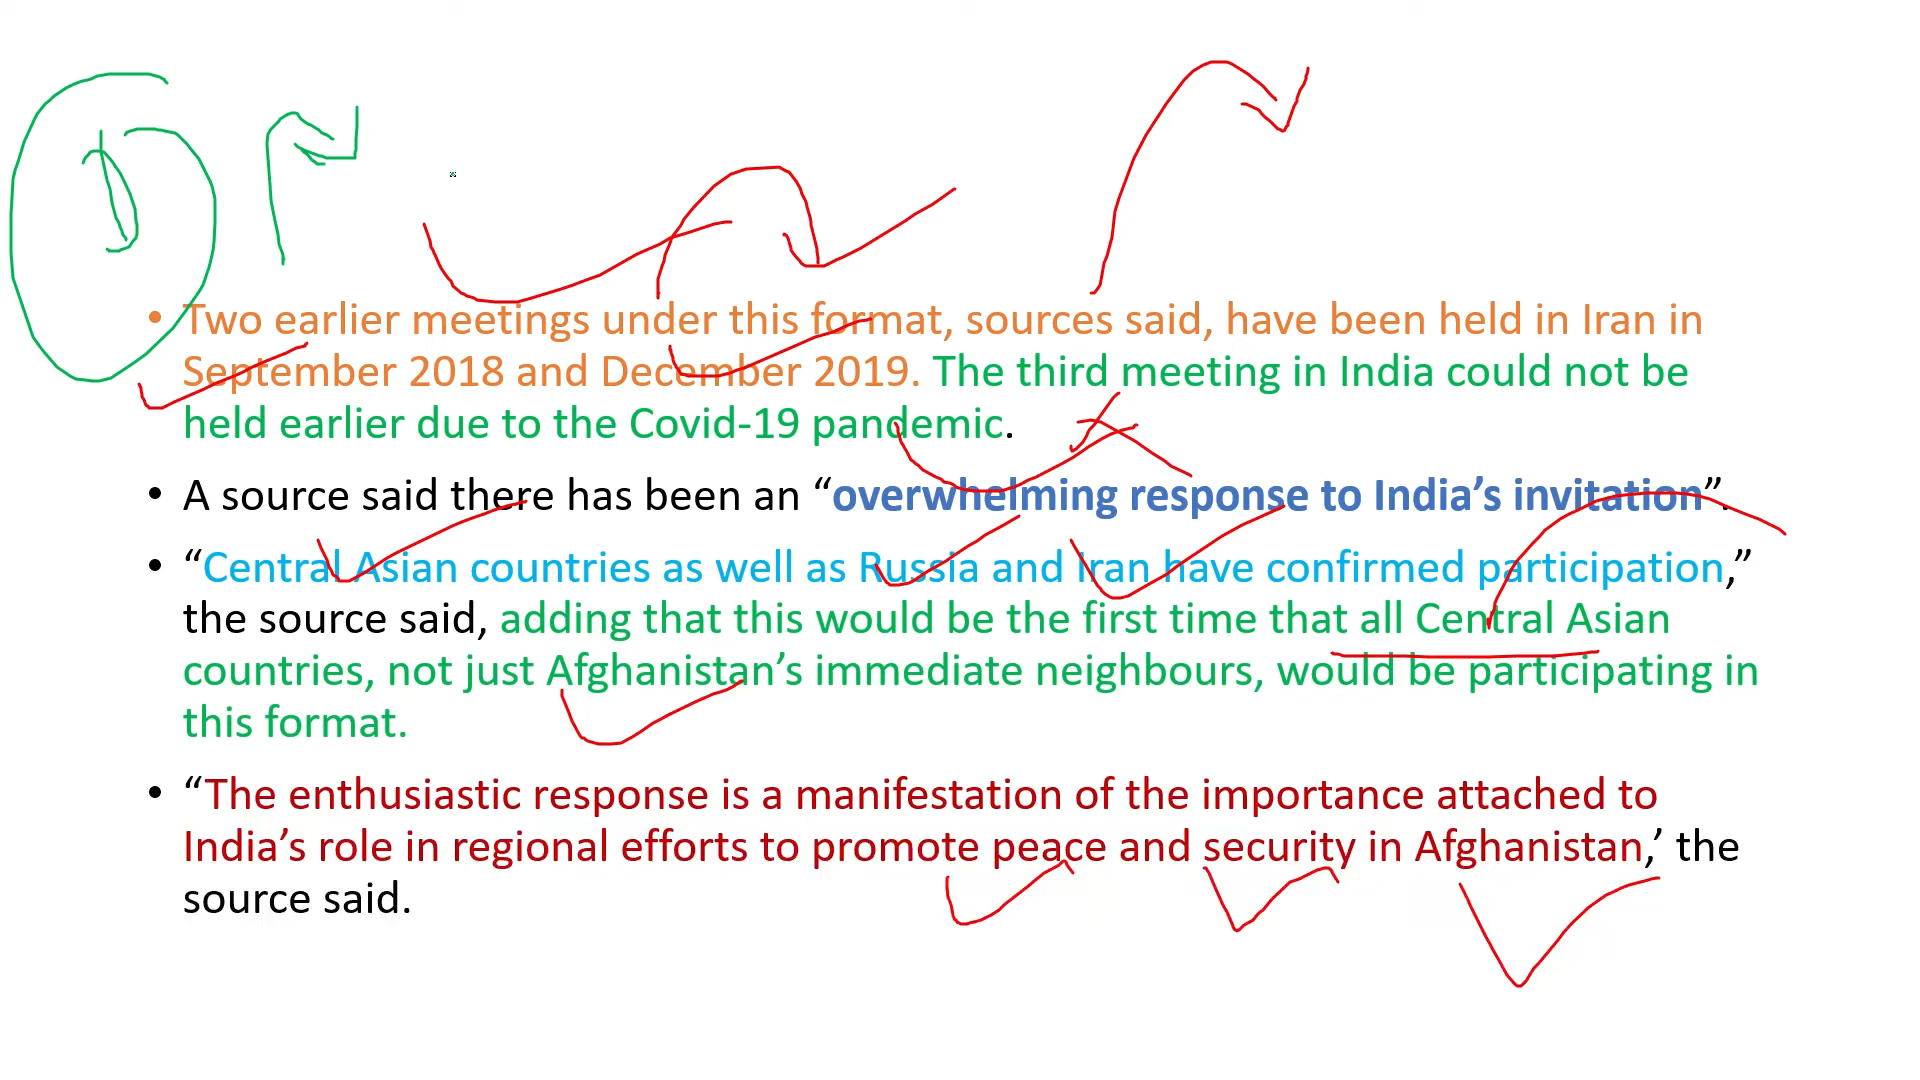 • Two earlier meetings under this format, sources said, have been held in Iran in
September 2018 and December 2019. The third meeting in India could not be
held earlier due to the Covid-19 pandemic.
• A source said there has been an “overwhelming response to India’s invitation”.
• “Central Asian countries as well as Russia and Iran have confirmed participation,”
the source said, adding that this would be the first time that all Central Asian
countries, not just Afghanistan’s immediate neighbours, would be participating in
this format.
• “The enthusiastic response is a manifestation of the importance attached to
India’s role in regional efforts to promote peace and security in Afghanistan,’ the
source said.